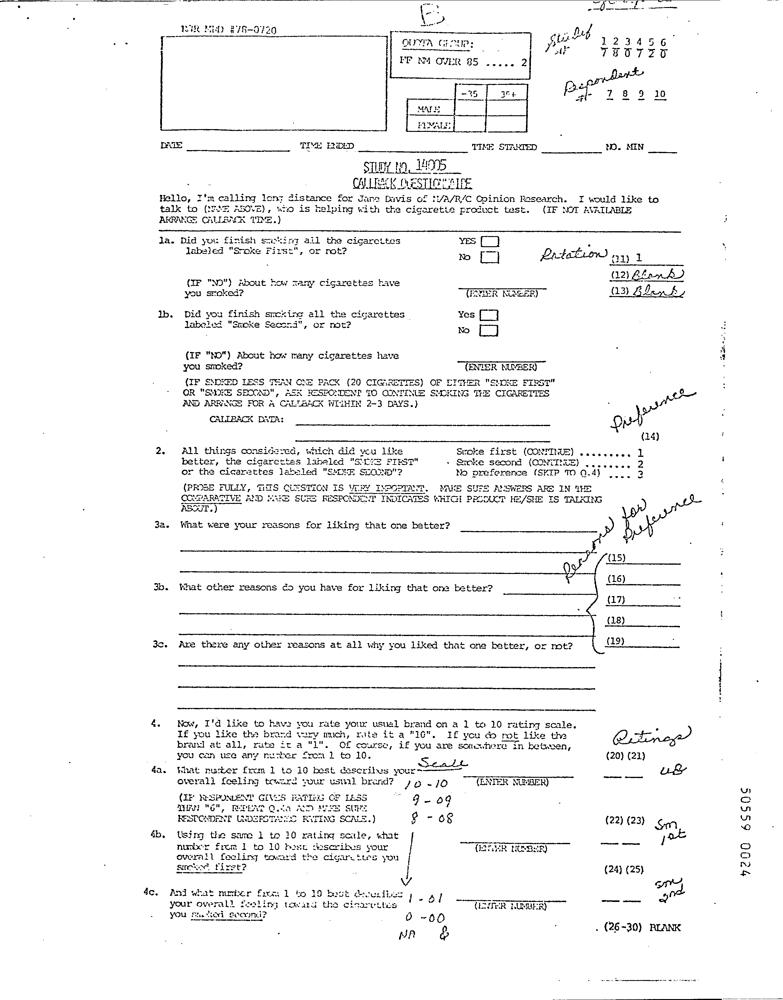 B
MRD #78-0720
QUOTA GROUP:
FF NM OVER 85 ..... 2
Study #
1 2 3 4 5 6
7 8 0 7 2 0
Respondent #
7 8 9 10
-35 35+
MALE
FEMALE
DATE TIME ENDED TIME STARTED NO. MIN
STUDY NO. 14005
CALLBACK QUESTIONNAIRE
Hello, I'm calling long distance for Jane Davis of M/A/R/C Opinion Research. I would like to
talk to (NAME ABOVE), who is helping with the cigarette product test. (IF NOT AVAILABLE
ARRANGE CALLBACK TIME.)
1a. Did you finish smoking all the cigarettes
labeled "Smoke First", or not?
YES
No
Rotation (11) 1
(12) Blank
(13) Blank
(IF "NO") About how many cigarettes have
you smoked?
(ENTER NUMBER)
1b. Did you finish smoking all the cigarettes
labeled "Smoke Second", or not?
Yes
No
(IF "NO") About how many cigarettes have
you smoked?
(ENTER NUMBER)
(IF SMOKED LESS THAN ONE PACK (20 CIGARETTES) OF EITHER "SMOKE FIRST"
OR "SMOKE SECOND", ASK RESPONDENT TO CONTINUE SMOKING THE CIGARETTES
AND ARRANGE FOR A CALLBACK WITHIN 2-3 DAYS.)
CALLBACK DATA:
Preference
(14)
2. All things considered, which did you like
better, the cigarettes labeled "SMOKE FIRST"
or the cigarettes labeled "SMOKE SECOND"?
Smoke first (CONTINUE) ......... 1
Smoke second (CONTINUE) ........ 2
No preference (SKIP TO Q.4) .... 3
(PROBE FULLY, THIS QUESTION IS VERY IMPORTANT. MAKE SURE ANSWERS ARE IN THE
COMPARATIVE AND MAKE SURE RESPONDENT INDICATES WHICH PRODUCT HE/SHE IS TALKING
ABOUT.)
Reasons for Preference
3a. What were your reasons for liking that one better?
(15)
(16)
3b. What other reasons do you have for liking that one better?
(17)
(18)
3c. Are there any other reasons at all why you liked that one better, or not?
(19)
4. Now, I'd like to have you rate your usual brand on a 1 to 10 rating scale.
If you like the brand very much, rate it a "10". If you do not like the
brand at all, rate it a "1". Of course, if you are somewhere in between,
you can use any number from 1 to 10.
Ratings
(20) (21)
UB
4a. What number from 1 to 10 best describes your
overall feeling toward your usual brand?
Scale
10 - 10
(ENTER NUMBER)
(IF RESPONDENT GIVES RATING OF LESS
THAN "6", REPEAT Q.4a AND MAKE SURE
RESPONDENT UNDERSTANDS RATING SCALE.)
9 - 09
8 - 08
(22) (23)
Sm 1st
4b. Using the same 1 to 10 rating scale, what
number from 1 to 10 best describes your
overall feeling toward the cigarettes you
smoked first?
(ENTER NUMBER)
(24) (25)
Sm 2nd
4c. And what number from 1 to 10 best describes
your overall feeling toward the cigarettes
you smoked second?
1 - 01
0 - 00
NA &
(ENTER NUMBER)
(26-30) BLANK
50559 0024